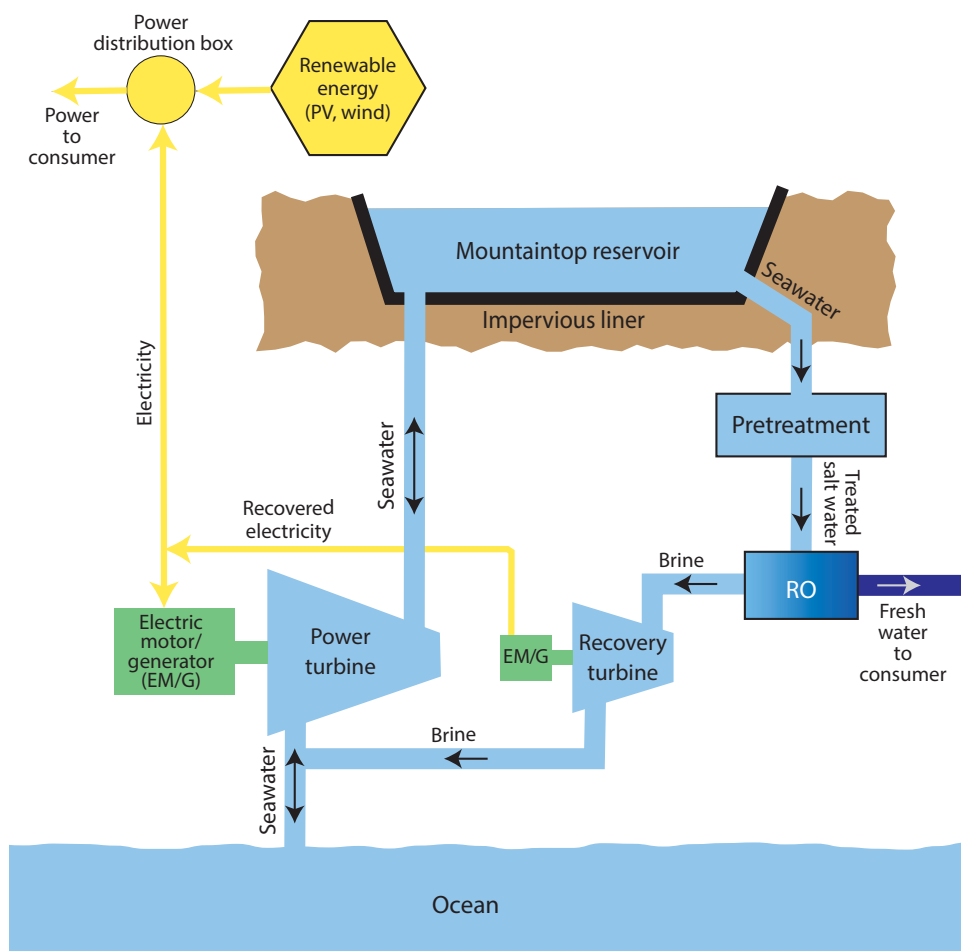 Power
distribution box
Renewable
energy
(PV, wind)
Power
to
consumer
Mountaintop reservoir
Seawater
Impervious liner
Electricity
Pretreatment
Seawater
Treated
salt water
Recovered
electricity
Brine
RO
Fresh
water to
consumer
Electric
motor/
generator
(EM/G)
Power
turbine
EM/G
Recovery
turbine
Brine
Seawater
Ocean